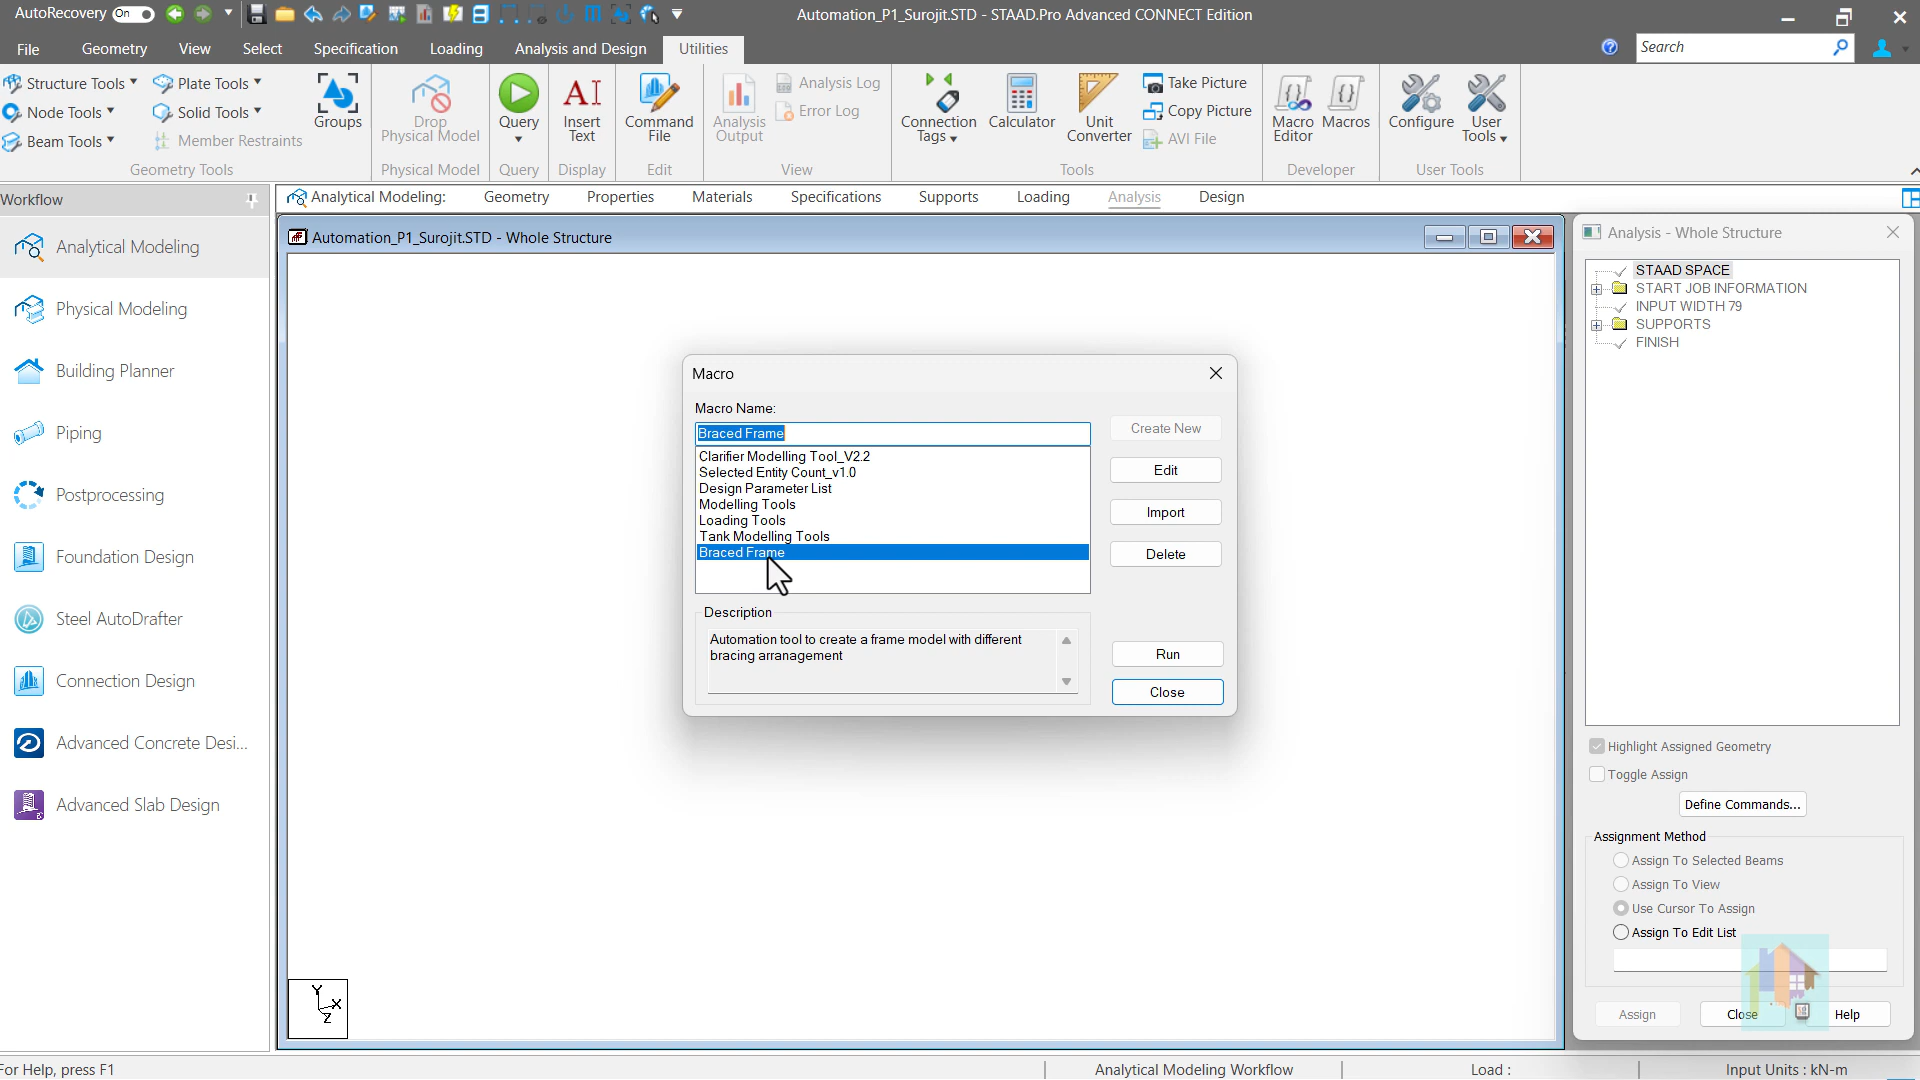 AutoRecovery On Automation_P1_Surojit.STD - STAAD.Pro Advanced CONNECT Edition
File Geometry View Select Specification Loading Analysis and Design Utilities Search
Structure Tools Plate Tools
Node Tools Solid Tools
Beam Tools Member Restraints
Geometry Tools
Groups
Drop
Physical Model
Physical Model
Query
Query
Insert
Text
Display
Command
File
Edit
Analysis
Output
Analysis Log
Error Log
View
Connection
Tags
Calculator
Unit
Converter
Take Picture
Copy Picture
AVI File
Tools
Macro
Editor
Macros
Developer
Configure
User
Tools
User Tools
Workflow
Analytical Modeling
Physical Modeling
Building Planner
Piping
Postprocessing
Foundation Design
Steel AutoDrafter
Connection Design
Advanced Concrete Desi...
Advanced Slab Design
Analytical Modeling: Geometry Properties Materials Specifications Supports Loading Analysis Design
Automation_P1_Surojit.STD - Whole Structure
Macro
Macro Name:
Braced Frame
Clarifier Modelling Tool_V2.2
Selected Entity Count_v1.0
Design Parameter List
Modelling Tools
Loading Tools
Tank Modelling Tools
Braced Frame
Create New
Edit
Import
Delete
Description
Automation tool to create a frame model with different
bracing arranagement
Run
Close
Y
X
Z
Analysis - Whole Structure
STAAD SPACE
START JOB INFORMATION
INPUT WIDTH 79
SUPPORTS
FINISH
Highlight Assigned Geometry
Toggle Assign
Define Commands...
Assignment Method
Assign To Selected Beams
Assign To View
Use Cursor To Assign
Assign To Edit List
Assign Close Help
For Help, press F1 Analytical Modeling Workflow Load : Input Units : kN-m